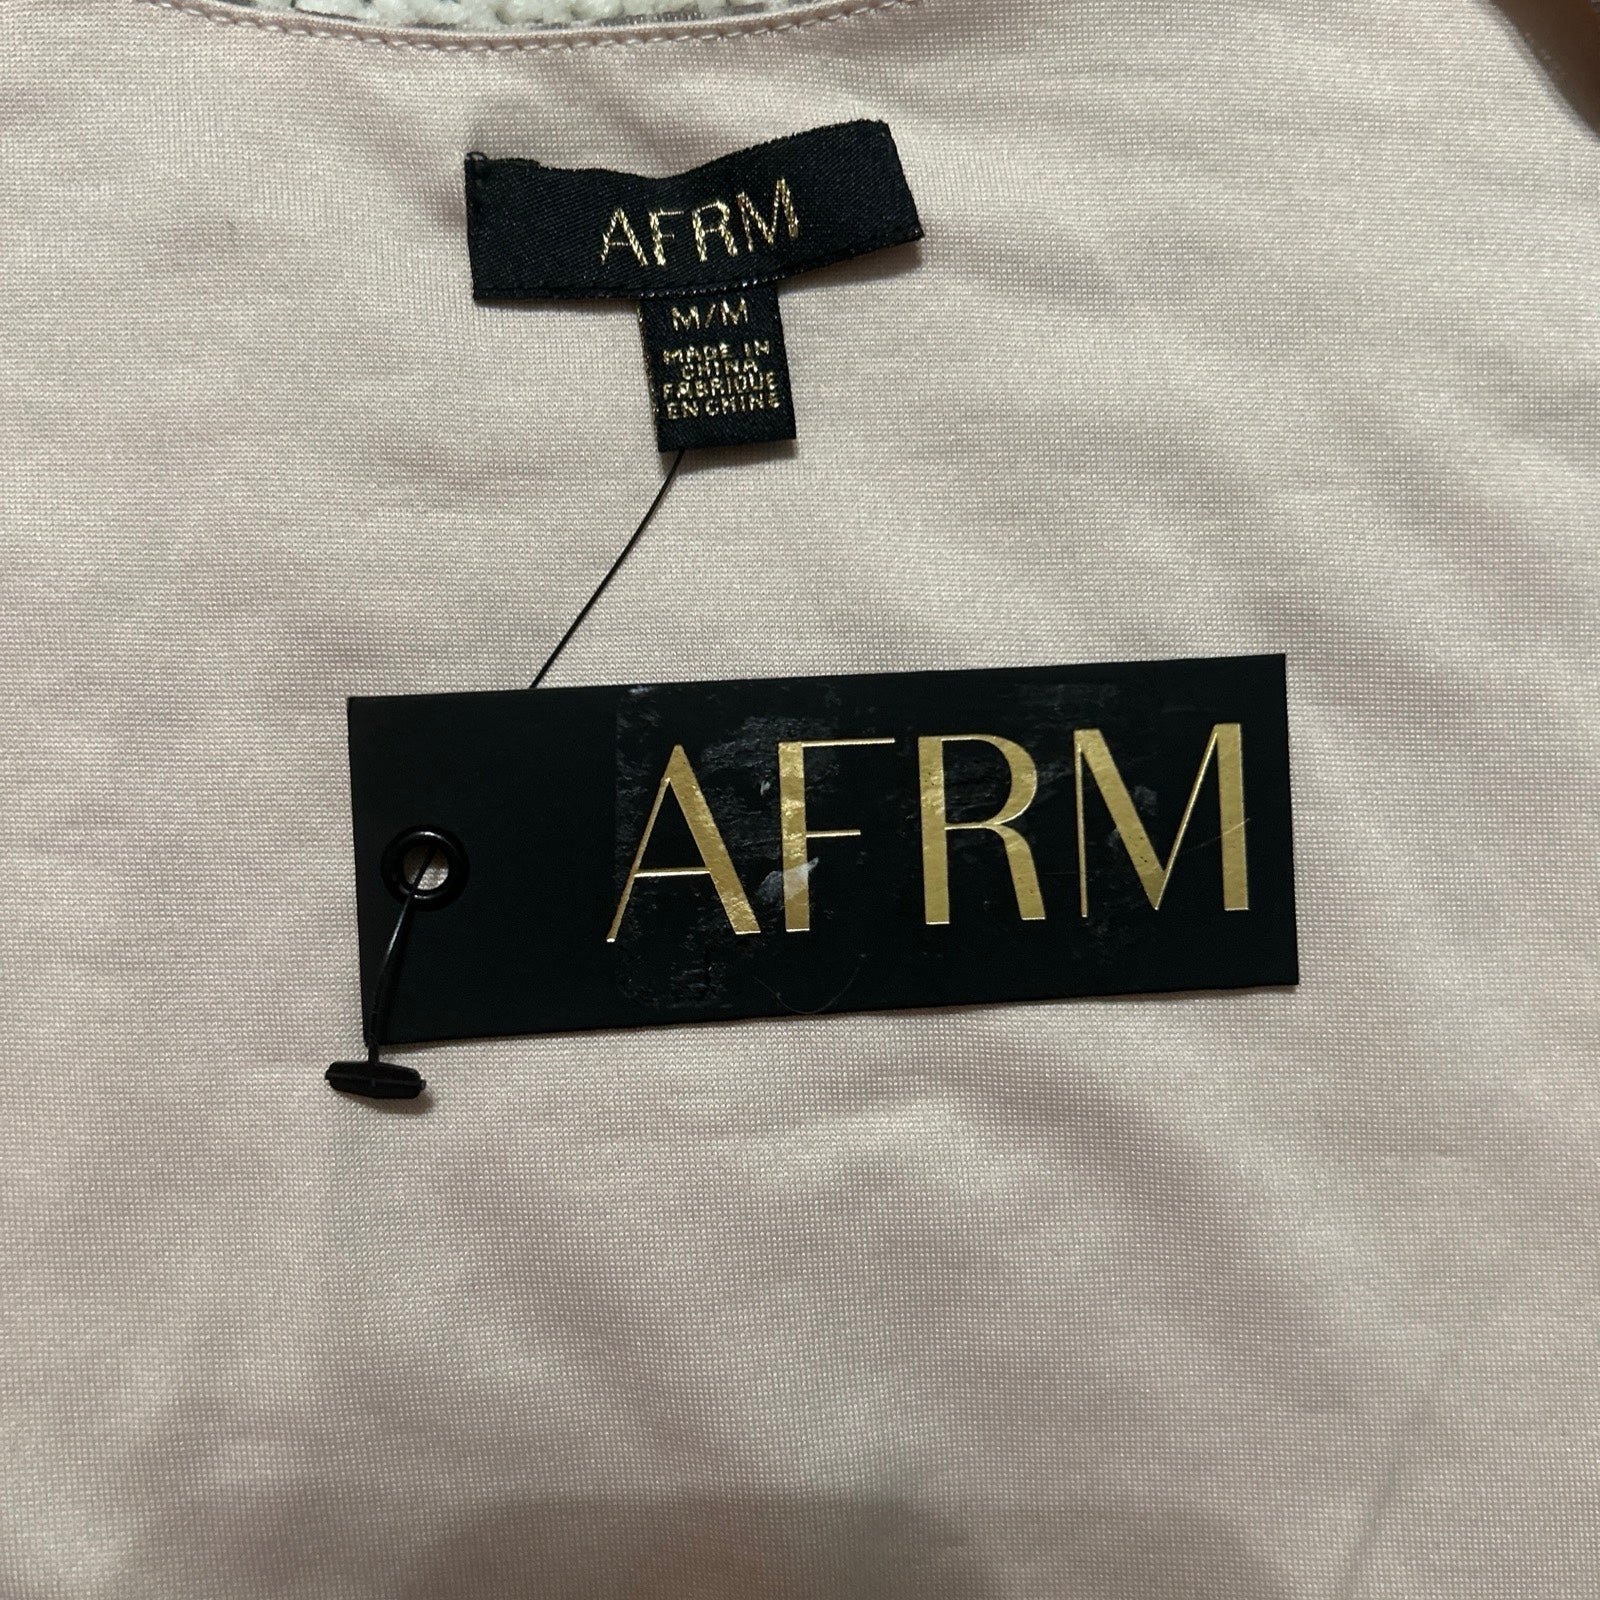 AFRM
M/M
MADE IN
CHINA
FABRIQUE
EN CHINE
AFRM